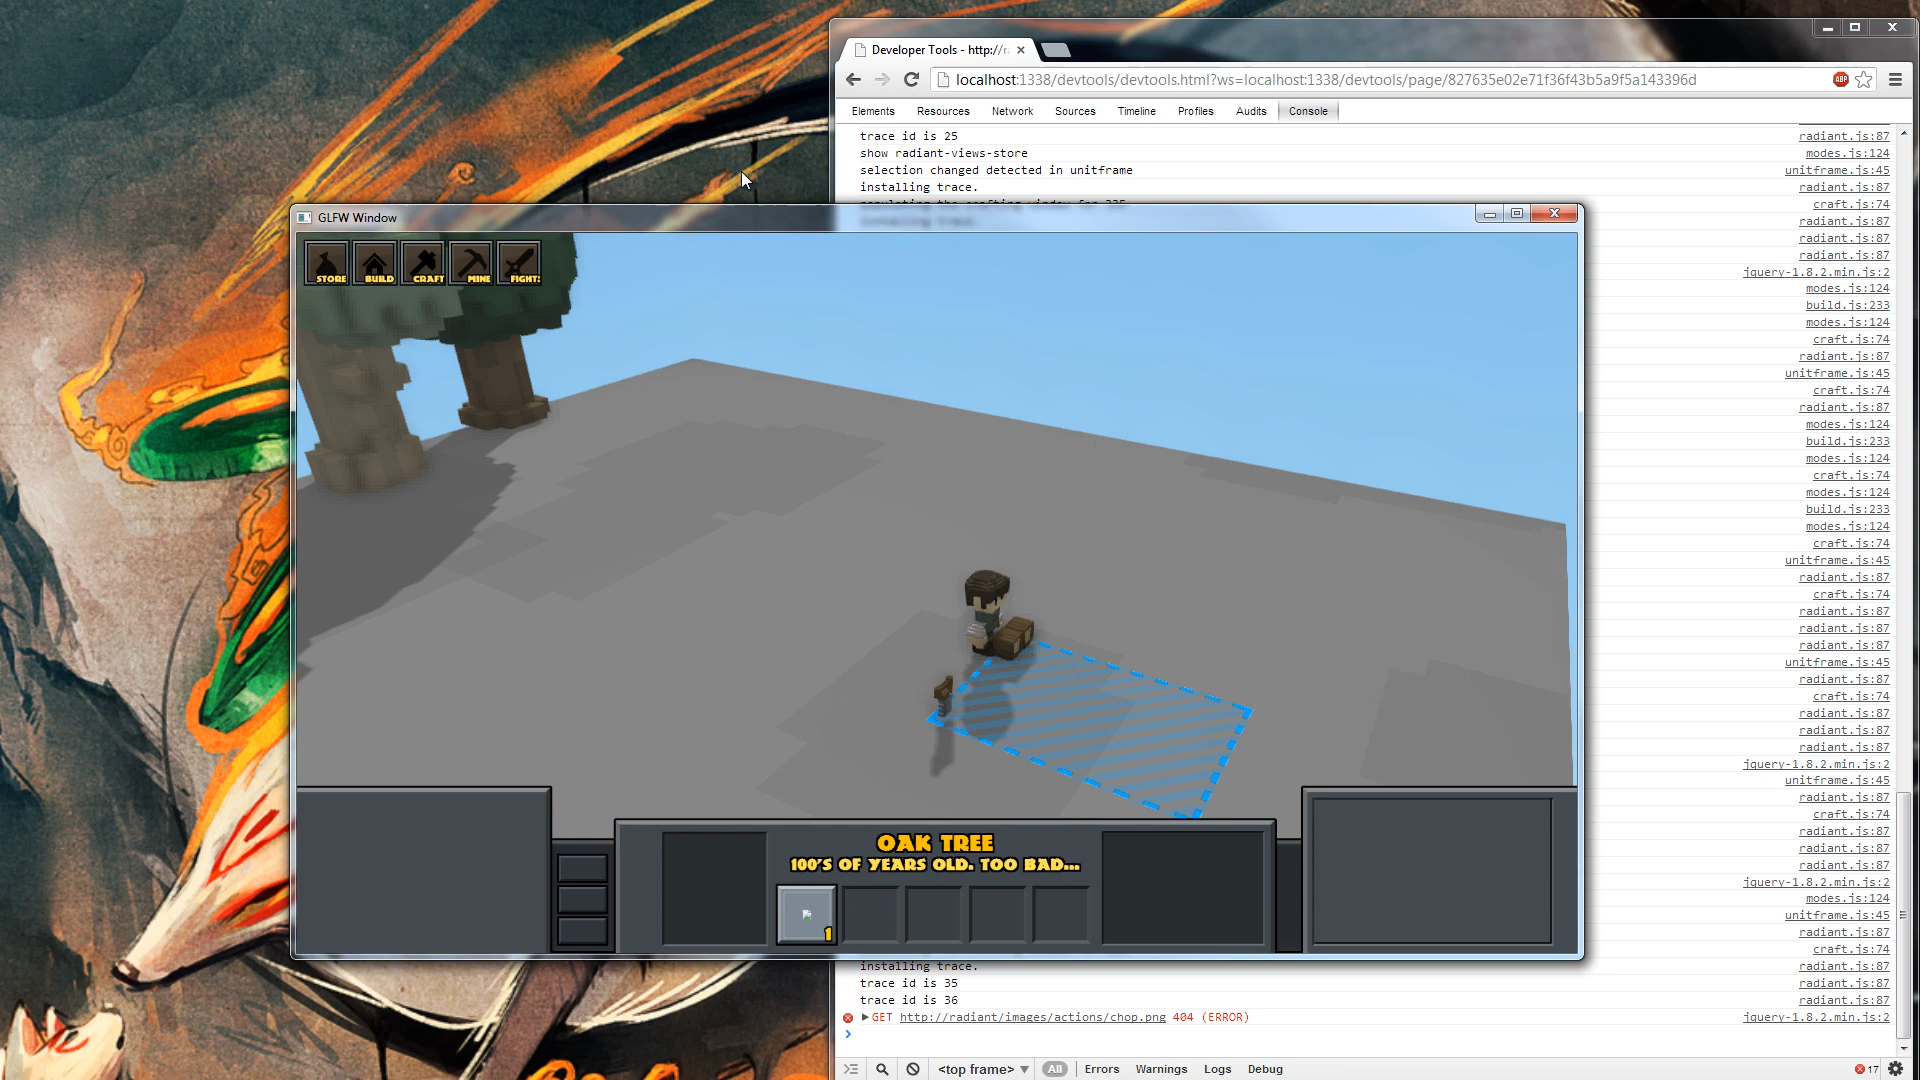 Developer Tools - http://r
localhost:1338/devtools/devtools.html?ws=localhost:1338/devtools/page/827635e02e71f36f43b5a9f5a143396d
ABP
Elements Resources Network Sources Timeline Profiles Audits Console
trace id is 25 radiant.js:87
show radiant-views-store modes.js:124
selection changed detected in unitframe unitframe.js:45
installing trace. radiant.js:87
craft.js:74
GLFW Window
installing trace. radiant.js:87
radiant.js:87
radiant.js:87
jquery-1.8.2.min.js:2
modes.js:124
build.js:233
modes.js:124
craft.js:74
radiant.js:87
unitframe.js:45
craft.js:74
radiant.js:87
modes.js:124
build.js:233
modes.js:124
craft.js:74
modes.js:124
build.js:233
modes.js:124
craft.js:74
unitframe.js:45
radiant.js:87
craft.js:74
radiant.js:87
radiant.js:87
radiant.js:87
unitframe.js:45
radiant.js:87
craft.js:74
radiant.js:87
radiant.js:87
radiant.js:87
jquery-1.8.2.min.js:2
unitframe.js:45
radiant.js:87
craft.js:74
radiant.js:87
radiant.js:87
radiant.js:87
jquery-1.8.2.min.js:2
modes.js:124
unitframe.js:45
radiant.js:87
craft.js:74
STORE BUILD CRAFT MINE FIGHT!
OAK TREE
100'S OF YEARS OLD. TOO BAD...
1
installing trace. radiant.js:87
trace id is 35 radiant.js:87
trace id is 36 radiant.js:87
GET http://radiant/images/actions/chop.png 404 (ERROR) jquery-1.8.2.min.js:2
<top frame> All Errors Warnings Logs Debug 17